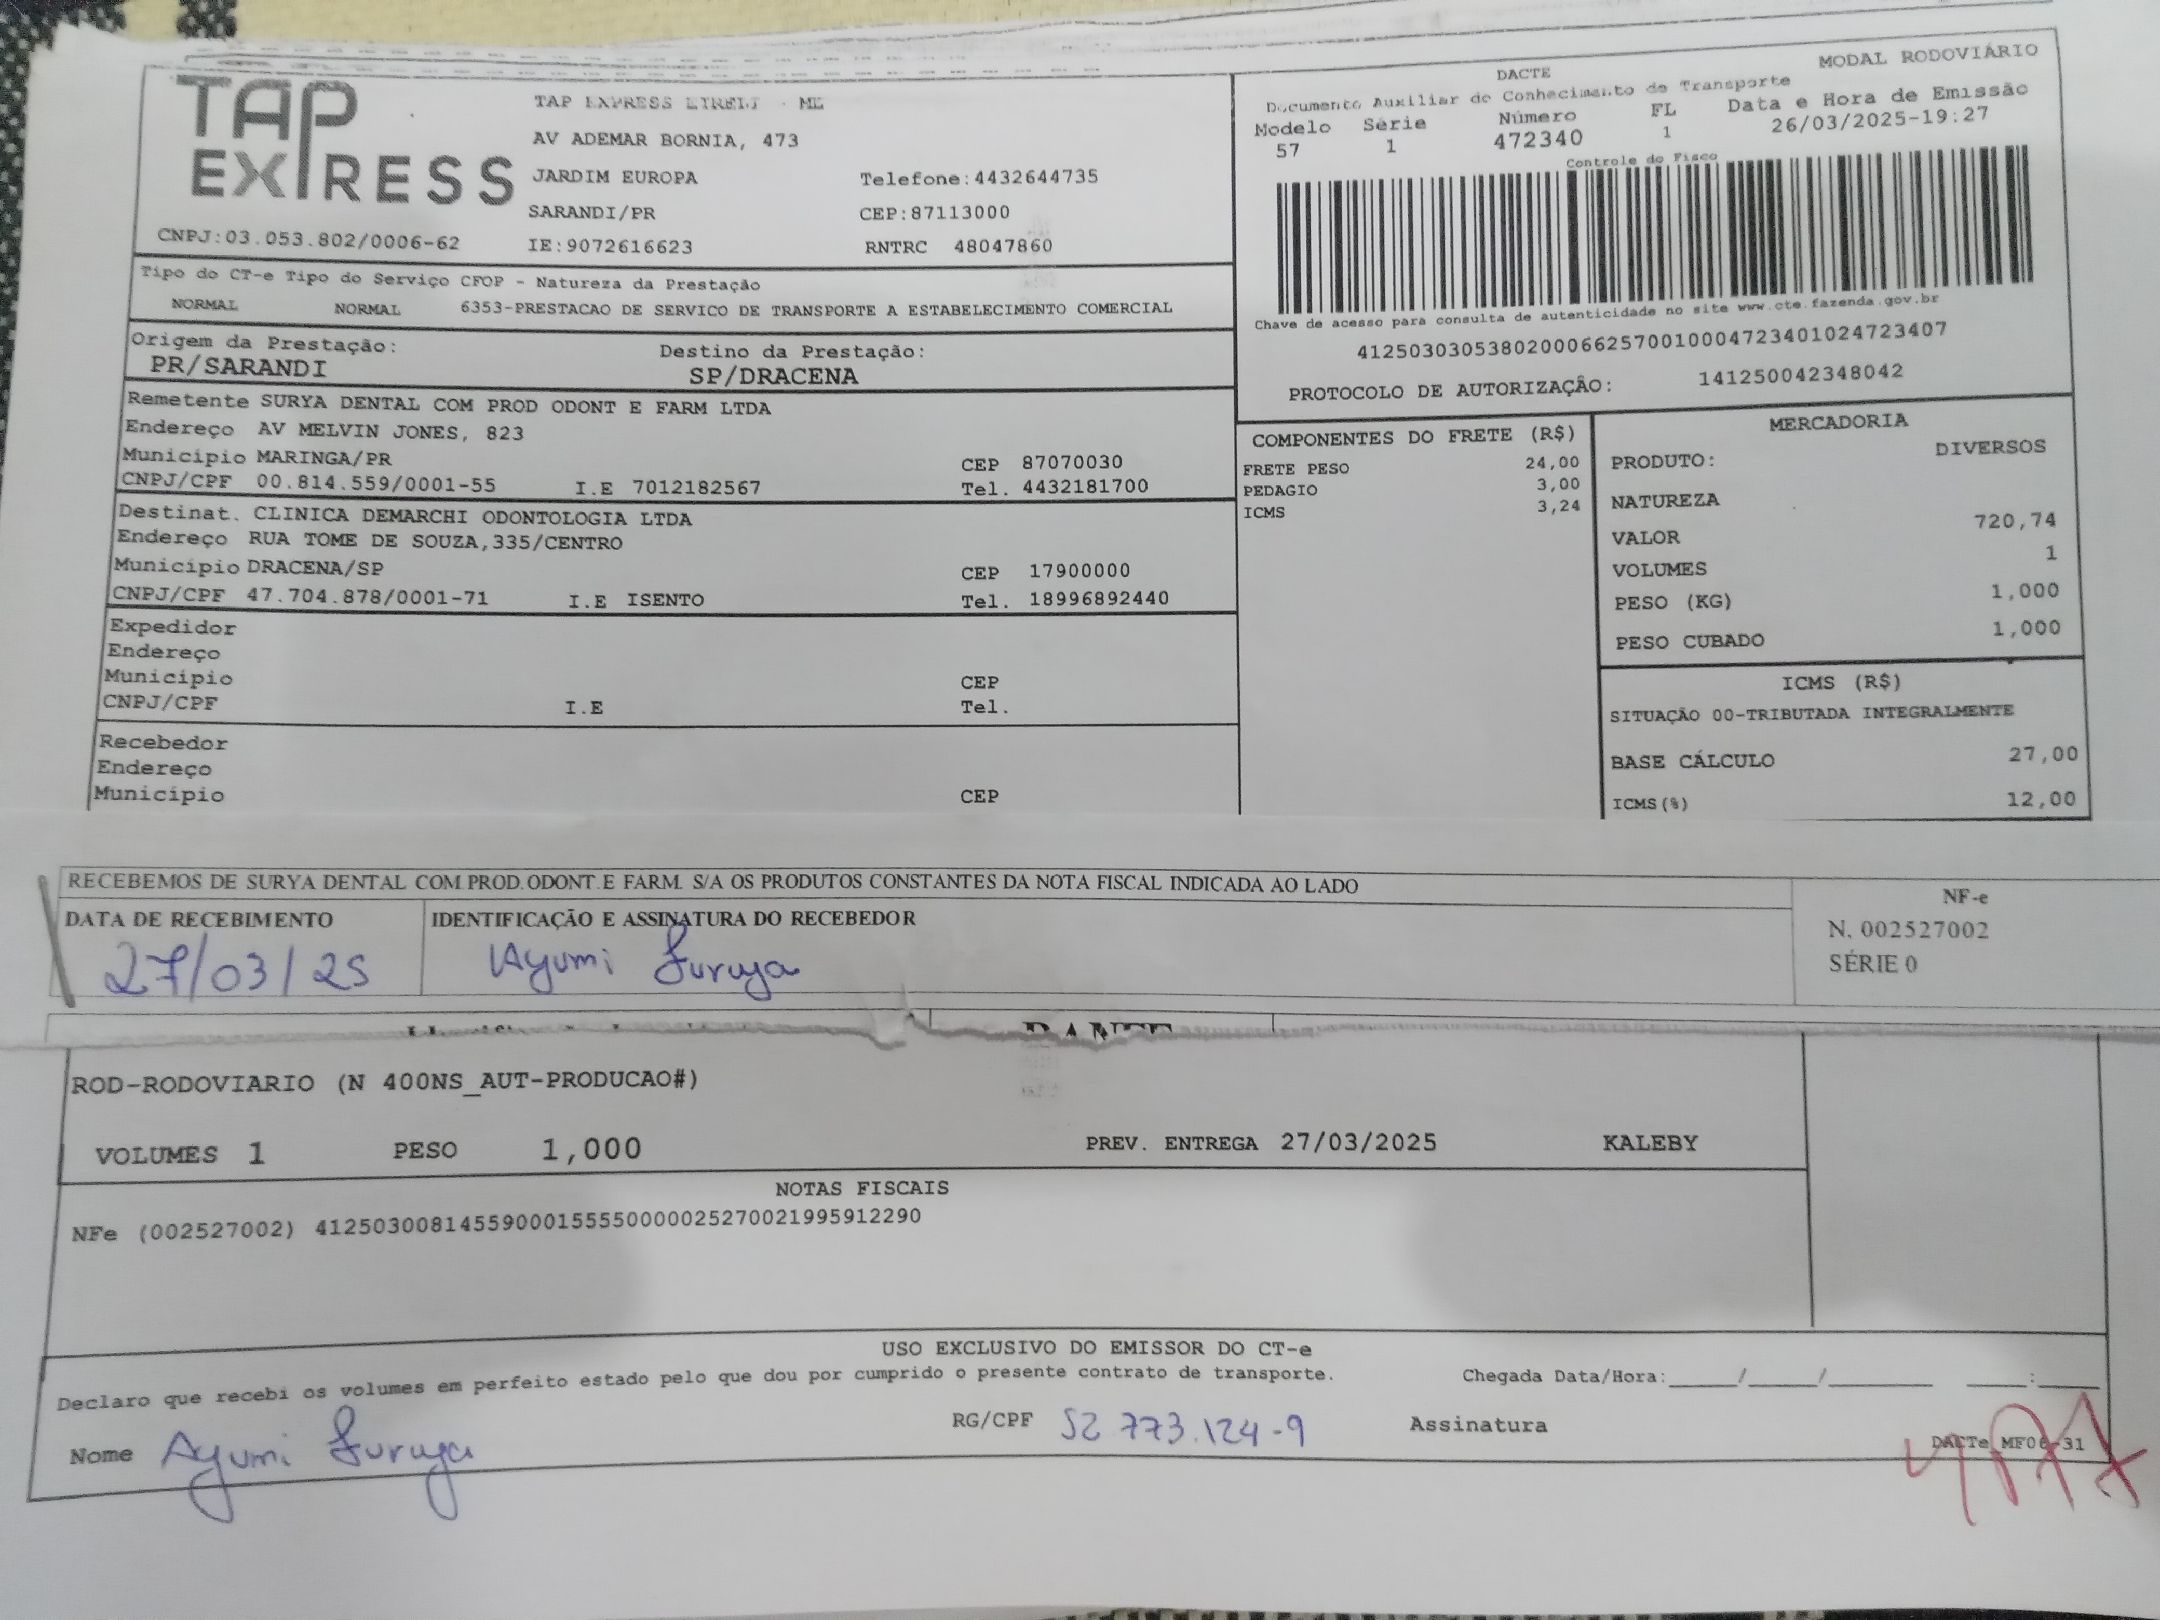 TAP
EXPRESS
CNPJ:03.053.802/0006-62
TAP EXPRESS EIRELI - ME
AV ADEMAR BORNIA, 473
JARDIM EUROPA Telefone:4432644735
SARANDI/PR CEP:87113000
IE:9072616623 RNTRC 48047860
DACTE MODAL RODOVIÁRIO
Documento Auxiliar de Conhecimento de Transporte
Modelo Série Número FL Data e Hora de Emissão
57 1 472340 1 26/03/2025-19:27
Controle do Fisco
Chave de acesso para consulta de autenticidade no site www.cte.fazenda.gov.br
41250303053802000662570010004723401024723407
PROTOCOLO DE AUTORIZAÇÃO: 141250042348042
Tipo do CT-e Tipo do Serviço CFOP - Natureza da Prestação
NORMAL NORMAL 6353-PRESTACAO DE SERVICO DE TRANSPORTE A ESTABELECIMENTO COMERCIAL
Origem da Prestação: Destino da Prestação:
PR/SARANDI SP/DRACENA
Remetente SURYA DENTAL COM PROD ODONT E FARM LTDA
Endereço AV MELVIN JONES, 823
Municipio MARINGA/PR CEP 87070030
CNPJ/CPF 00.814.559/0001-55 I.E 7012182567 Tel. 4432181700
Destinat. CLINICA DEMARCHI ODONTOLOGIA LTDA
Endereço RUA TOME DE SOUZA,335/CENTRO
Municipio DRACENA/SP CEP 17900000
CNPJ/CPF 47.704.878/0001-71 I.E ISENTO Tel. 18996892440
Expedidor
Endereço
Município CEP
CNPJ/CPF I.E Tel.
Recebedor
Endereço
Município CEP
COMPONENTES DO FRETE (R$)
FRETE PESO 24,00
PEDAGIO 3,00
ICMS 3,24
MERCADORIA
PRODUTO: DIVERSOS
NATUREZA
VALOR 720,74
VOLUMES 1
PESO (KG) 1,000
PESO CUBADO 1,000
ICMS (R$)
SITUAÇÃO 00-TRIBUTADA INTEGRALMENTE
BASE CÁLCULO 27,00
ICMS(%) 12,00
RECEBEMOS DE SURYA DENTAL COM.PROD.ODONT.E FARM. S/A OS PRODUTOS CONSTANTES DA NOTA FISCAL INDICADA AO LADO
DATA DE RECEBIMENTO IDENTIFICAÇÃO E ASSINATURA DO RECEBEDOR
27/03/25 Ayumi Furuya
NF-e
N. 002527002
SÉRIE 0
ROD-RODOVIARIO (N 400NS_AUT-PRODUCAO#)
VOLUMES 1 PESO 1,000 PREV. ENTREGA 27/03/2025 KALEBY
NOTAS FISCAIS
NFe (002527002) 41250300814559000155550000025270021995912290
USO EXCLUSIVO DO EMISSOR DO CT-e
Declaro que recebi os volumes em perfeito estado pelo que dou por cumprido o presente contrato de transporte. Chegada Data/Hora:_____/_____/________ _____:_____
Nome Ayumi Furuya RG/CPF 52 773.124-9 Assinatura
DACTe MF06-31